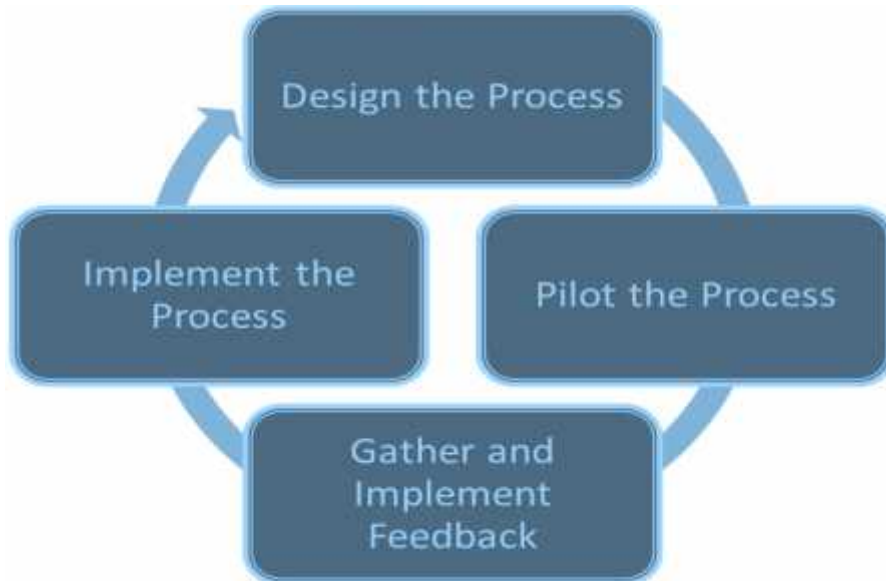 Design the Process
Pilot the Process
Gather and
Implement
Feedback
Implement the
Process